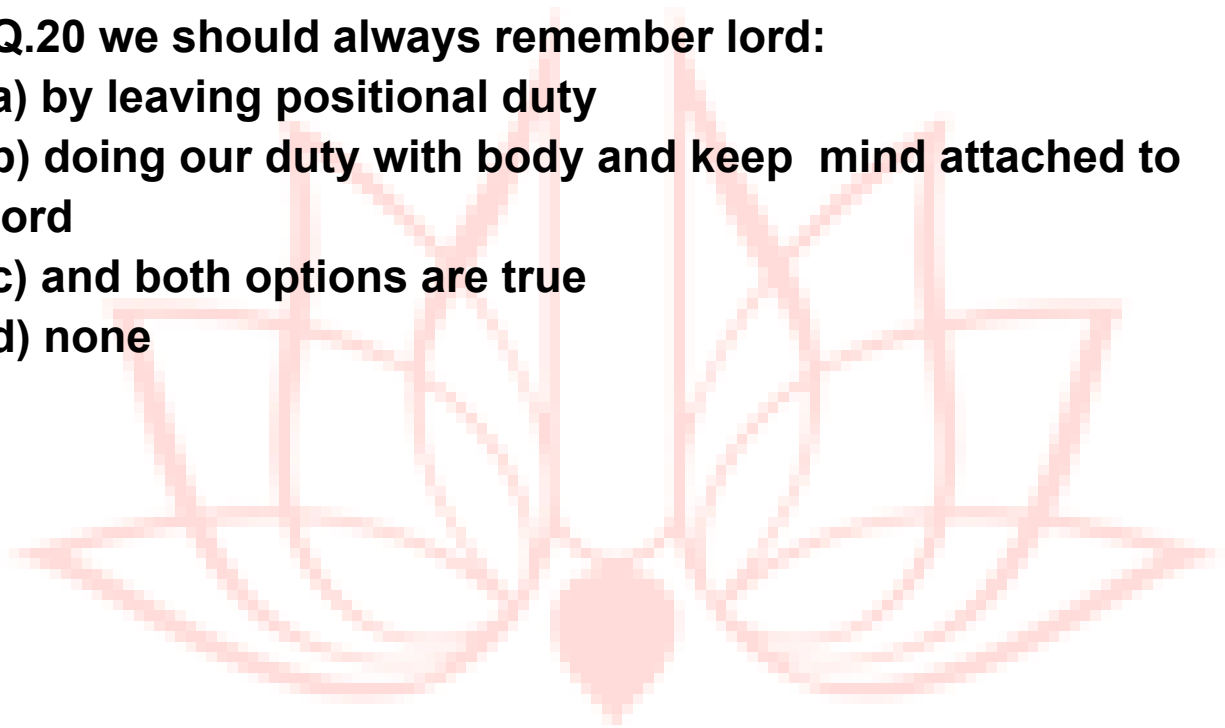 Q.20 we should always remember lord:
a) by leaving positional duty
b) doing our duty with body and keep  mind attached to
lord
c) and both options are true
d) none